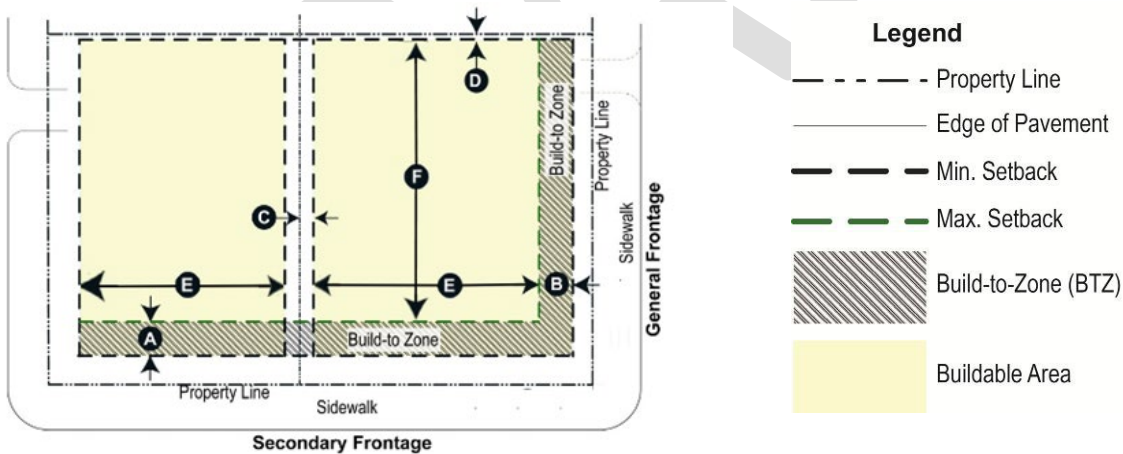 D
Build-to Zone
Property Line
F
C
Sidewalk
General Frontage
E
E
B
A
Build-to Zone
Property Line
Sidewalk
Secondary Frontage
Legend
Property Line
Edge of Pavement
Min. Setback
Max. Setback
Build-to-Zone (BTZ)
Buildable Area